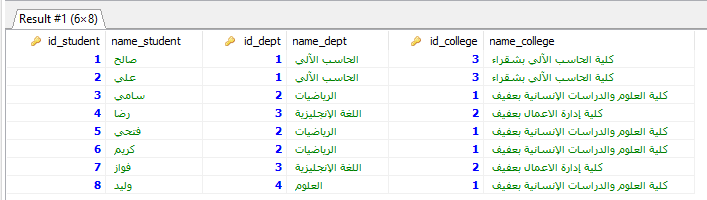 Result #1 (6×8)
id_student name_student id_dept name_dept id_college name_college
1 صالح 1 الحاسب الآلي 3 كلية الحاسب الآلي بشقراء
2 علي 1 الحاسب الآلي 3 كلية الحاسب الآلي بشقراء
3 سامي 2 الرياضيات 1 كلية العلوم والدراسات الإنسانية بعفيف
4 رضا 3 اللغة الإنجليزية 2 كلية إدارة الاعمال بعفيف
5 فتحي 2 الرياضيات 1 كلية العلوم والدراسات الإنسانية بعفيف
6 كريم 2 الرياضيات 1 كلية العلوم والدراسات الإنسانية بعفيف
7 فواز 3 اللغة الإنجليزية 2 كلية إدارة الاعمال بعفيف
8 وليد 4 العلوم 1 كلية العلوم والدراسات الإنسانية بعفيف